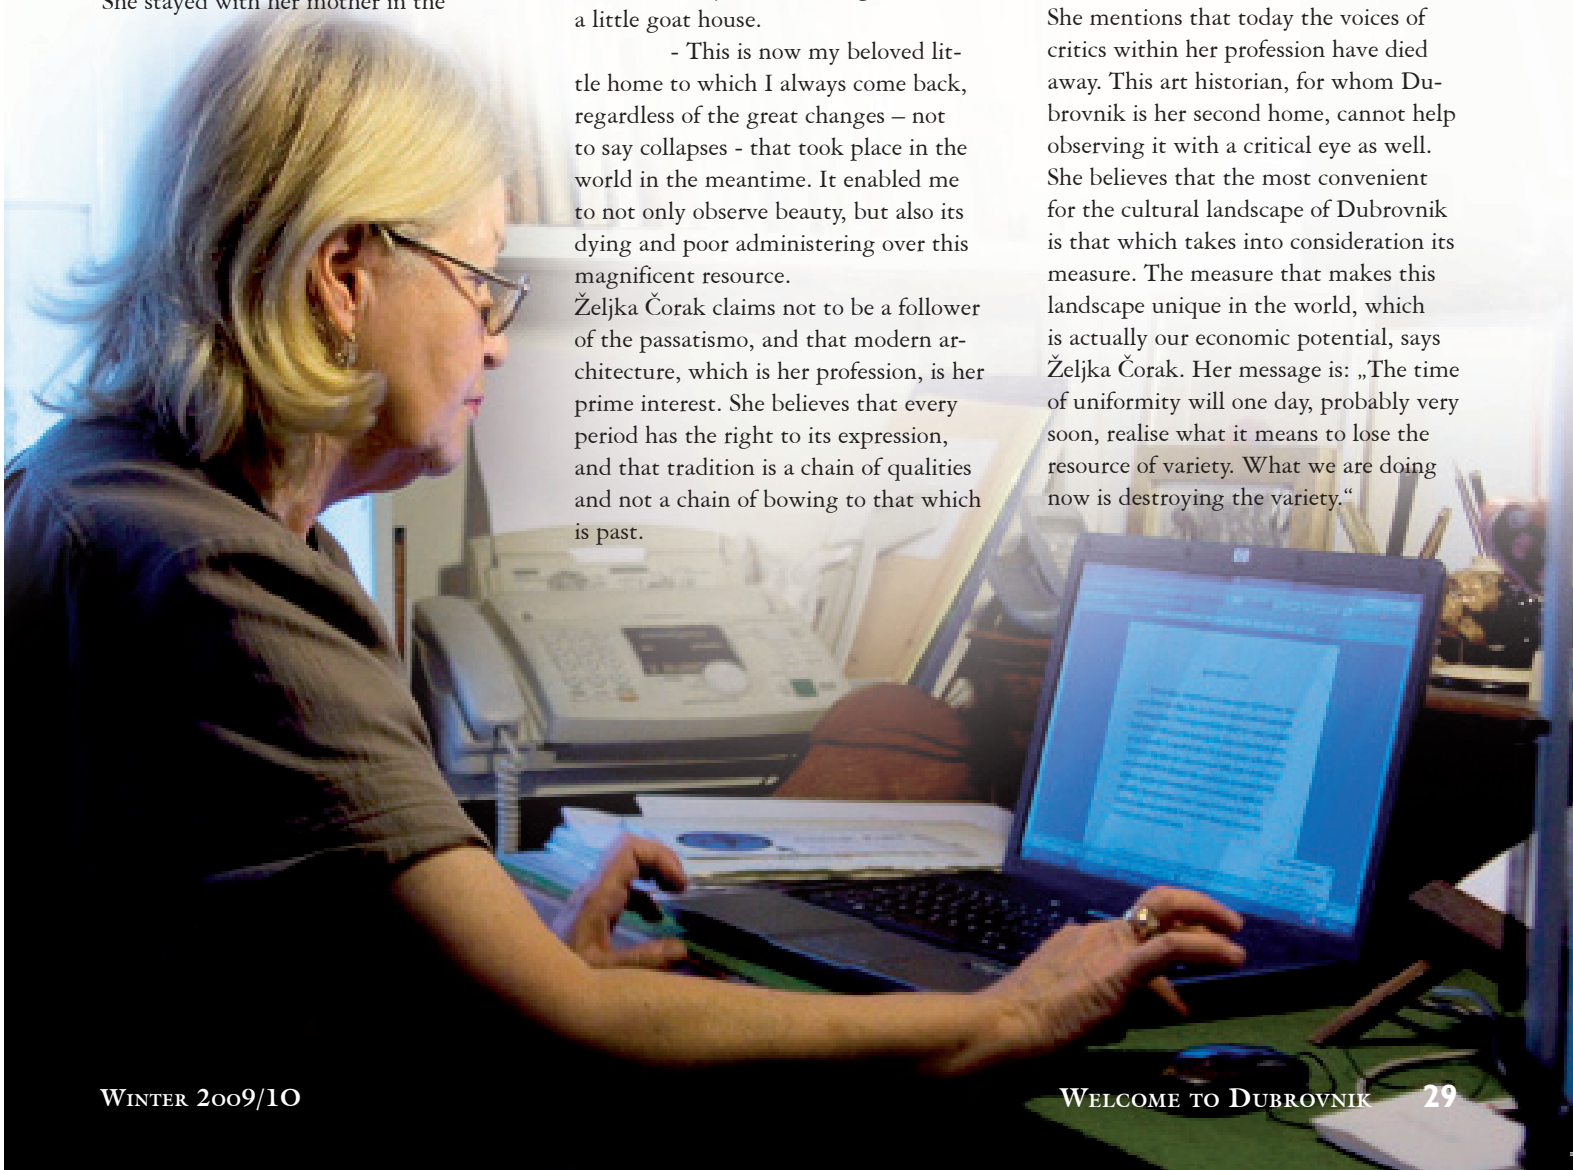 She stayed with her mother in the
a little goat house.
- This is now my beloved lit-
tle home to which I always come back,
regardless of the great changes – not
to say collapses - that took place in the
world in the meantime. It enabled me
to not only observe beauty, but also its
dying and poor administering over this
magnificent resource.
Željka Čorak claims not to be a follower
of the passatismo, and that modern ar-
chitecture, which is her profession, is her
prime interest. She believes that every
period has the right to its expression,
and that tradition is a chain of qualities
and not a chain of bowing to that which
is past.
She mentions that today the voices of
critics within her profession have died
away. This art historian, for whom Du-
brovnik is her second home, cannot help
observing it with a critical eye as well.
She believes that the most convenient
for the cultural landscape of Dubrovnik
is that which takes into consideration its
measure. The measure that makes this
landscape unique in the world, which
is actually our economic potential, says
Željka Čorak. Her message is: „The time
of uniformity will one day, probably very
soon, realise what it means to lose the
resource of variety. What we are doing
now is destroying the variety.“
Winter 2009/10
Welcome to Dubrovnik 29